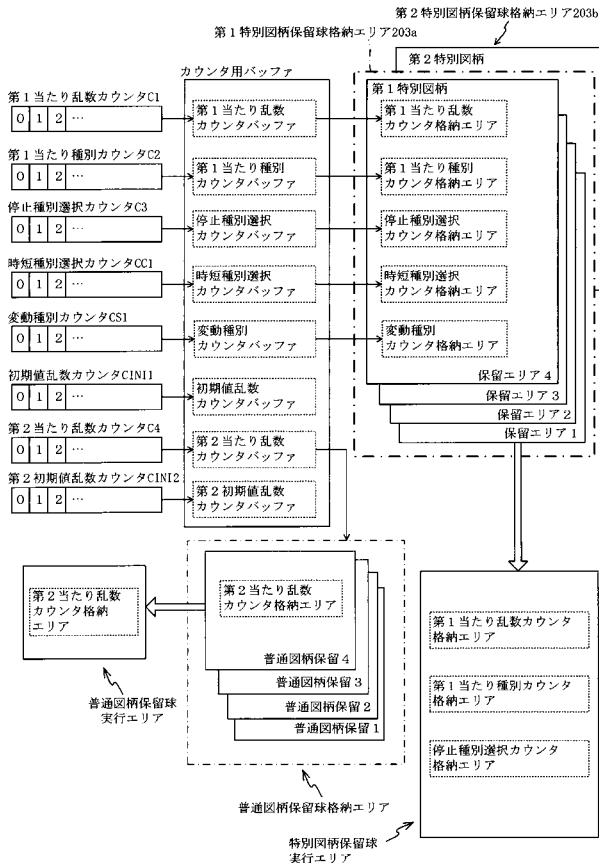 第2特別図柄保留球格納エリア203b
第1特別図柄保留球格納エリア203a
第2特別図柄
カウンタ用バッファ
第1特別図柄
第1当たり乱数カウンタC1
0 1 2 …
第1当たり乱数
カウンタバッファ
第1当たり乱数
カウンタ格納エリア
第1当たり種別カウンタC2
0 1 2 …
第1当たり種別
カウンタバッファ
第1当たり種別
カウンタ格納エリア
停止種別選択カウンタC3
0 1 2 …
停止種別選択
カウンタバッファ
停止種別選択
カウンタ格納エリア
時短種別選択カウンタCC1
0 1 2 …
時短種別選択
カウンタバッファ
時短種別選択
カウンタ格納エリア
変動種別カウンタCS1
0 1 2 …
変動種別
カウンタバッファ
変動種別
カウンタ格納エリア
保留エリア4
保留エリア3
保留エリア2
保留エリア1
初期値乱数カウンタCINI1
0 1 2 …
初期値乱数
カウンタバッファ
第2当たり乱数カウンタC4
0 1 2 …
第2当たり乱数
カウンタバッファ
第2初期値乱数カウンタCINI2
0 1 2 …
第2初期値乱数
カウンタバッファ
第2当たり乱数
カウンタ格納
エリア
普通図柄保留球
実行エリア
第2当たり乱数
カウンタ格納エリア
普通図柄保留4
普通図柄保留3
普通図柄保留2
普通図柄保留1
普通図柄保留球格納エリア
第1当たり乱数カウンタ
格納エリア
第1当たり種別カウンタ
格納エリア
停止種別選択カウンタ
格納エリア
特別図柄保留球
実行エリア